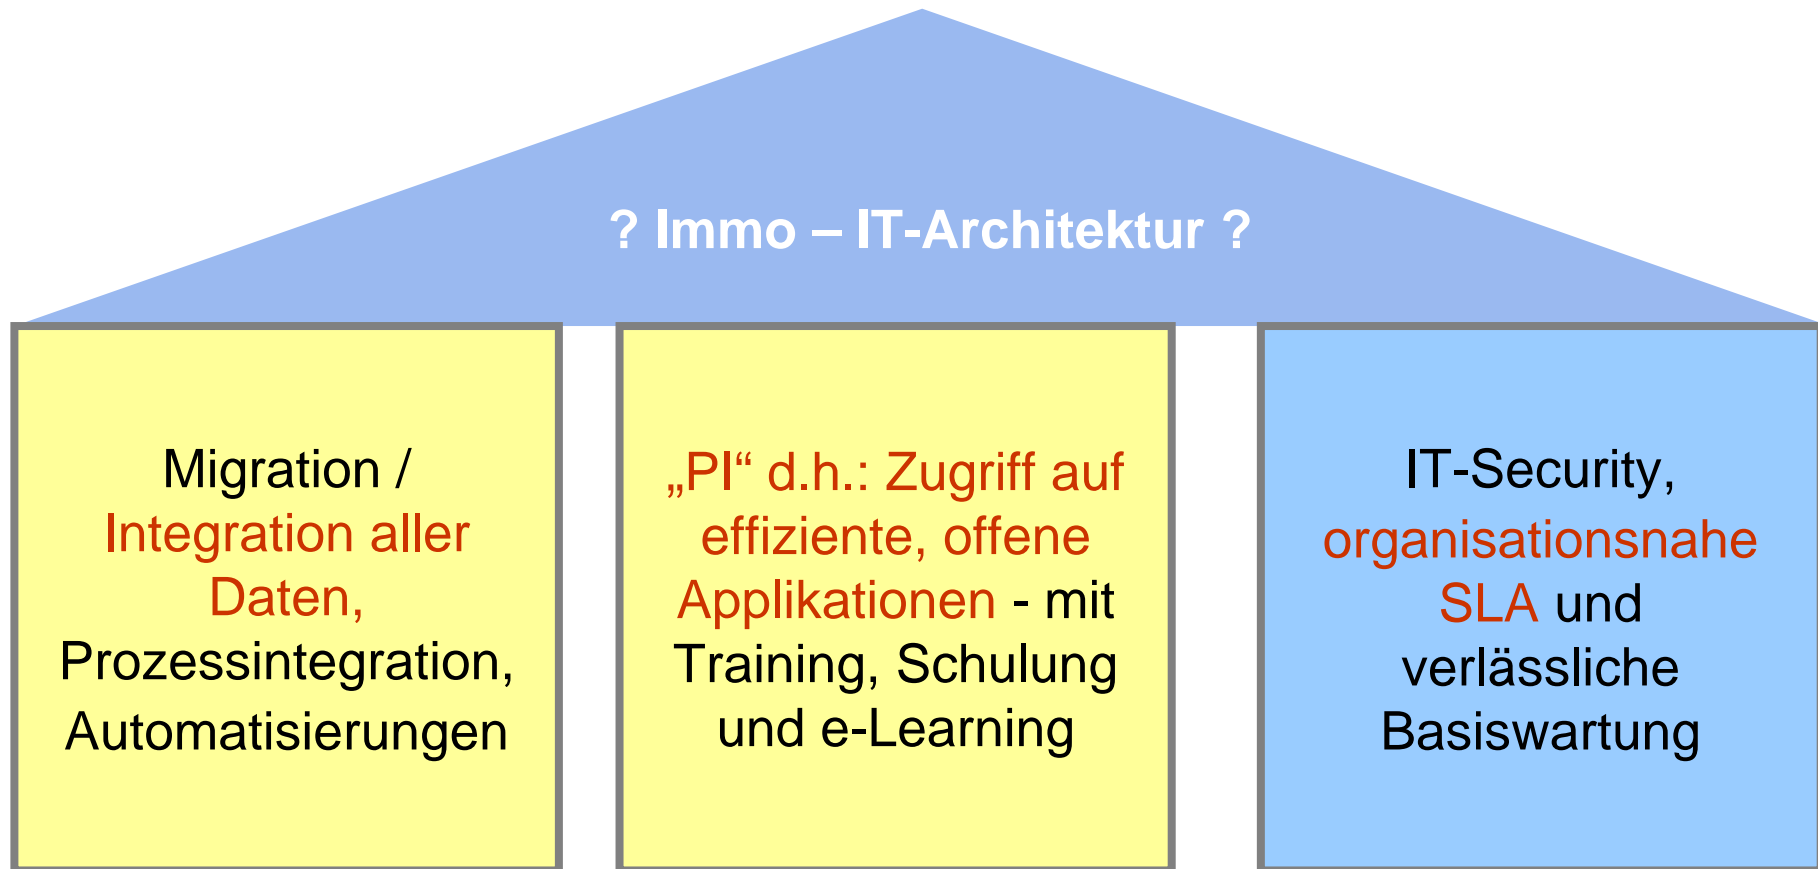 ? Immo – IT-Architektur ?
Migration /
Integration aller
Daten,
Prozessintegration,
Automatisierungen
„PI“ d.h.: Zugriff auf
effiziente, offene
Applikationen - mit
Training, Schulung
und e-Learning
IT-Security,
organisationsnahe
SLA und
verlässliche
Basiswartung